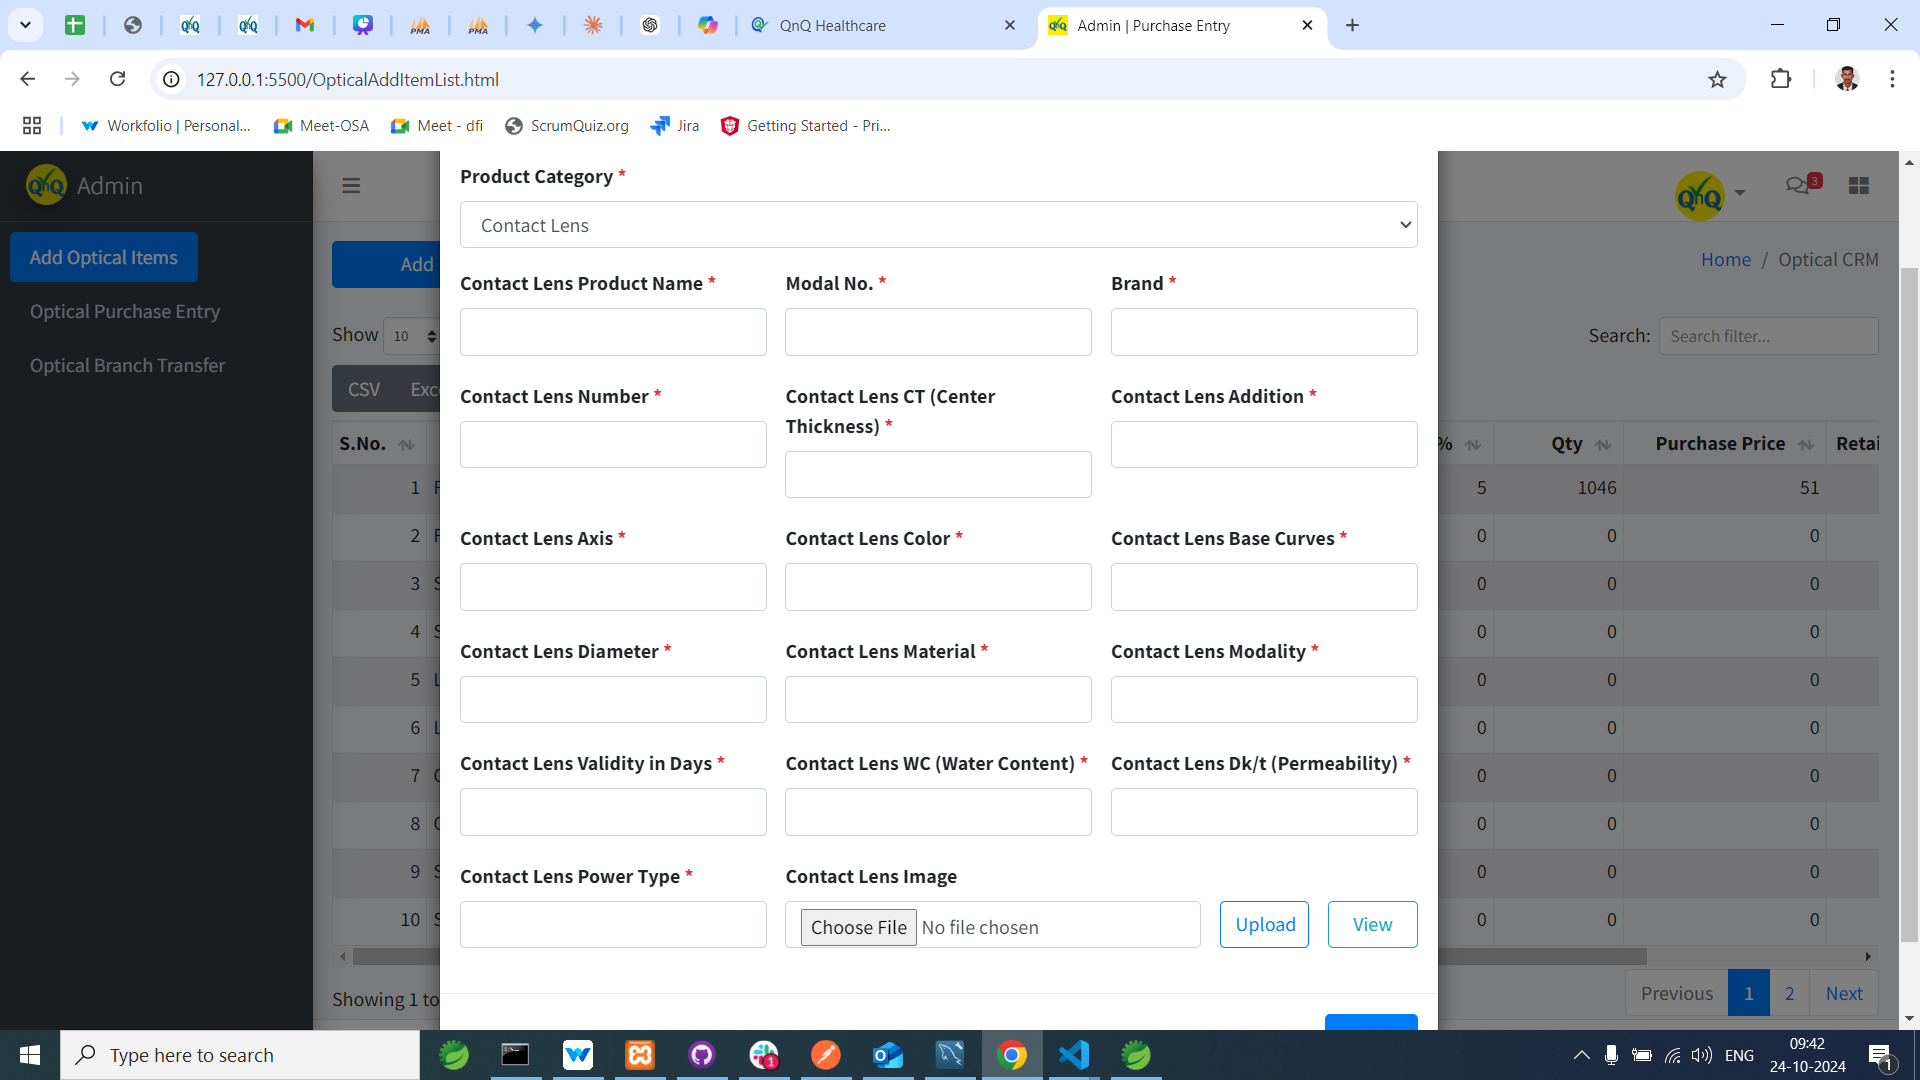 QnQ Healthcare
Admin | Purchase Entry
127.0.0.1:5500/OpticalAddItemList.html
Workfolio | Personal...
Meet-OSA
Meet - dfi
ScrumQuiz.org
Jira
Getting Started - Pri...
QnQ Admin
Add Optical Items
Optical Purchase Entry
Optical Branch Transfer
Add
Home / Optical CRM
Show 10
Search: Search filter...
CSV
S.No. % Qty Purchase Price
1 5 1046 51
2 0 0 0
3 0 0 0
4 0 0 0
5 0 0 0
6 0 0 0
7 0 0 0
8 0 0 0
9 0 0 0
10 0 0 0
Showing 1 to
Previous 1 2 Next
QnQ
3
Product Category *
Contact Lens
Contact Lens Product Name *
Modal No. *
Brand *
Contact Lens Number *
Contact Lens CT (Center
Thickness) *
Contact Lens Addition *
Contact Lens Axis *
Contact Lens Color *
Contact Lens Base Curves *
Contact Lens Diameter *
Contact Lens Material *
Contact Lens Modality *
Contact Lens Validity in Days *
Contact Lens WC (Water Content) *
Contact Lens Dk/t (Permeability) *
Contact Lens Power Type *
Contact Lens Image
Choose File No file chosen
Upload
View
Type here to search
1
ENG
09:42
24-10-2024
1